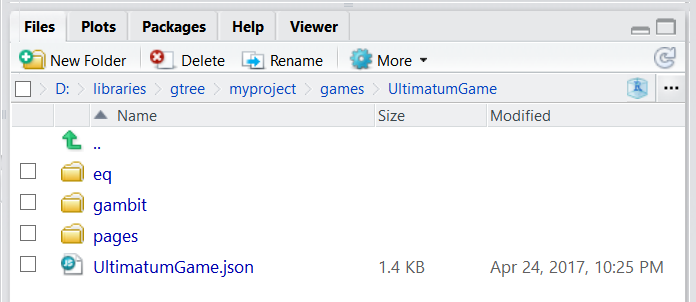 Files Plots Packages Help Viewer
New Folder Delete Rename More
D: libraries gtree myproject games UltimatumGame ...
Name Size Modified
..
eq
gambit
pages
UltimatumGame.json 1.4 KB Apr 24, 2017, 10:25 PM